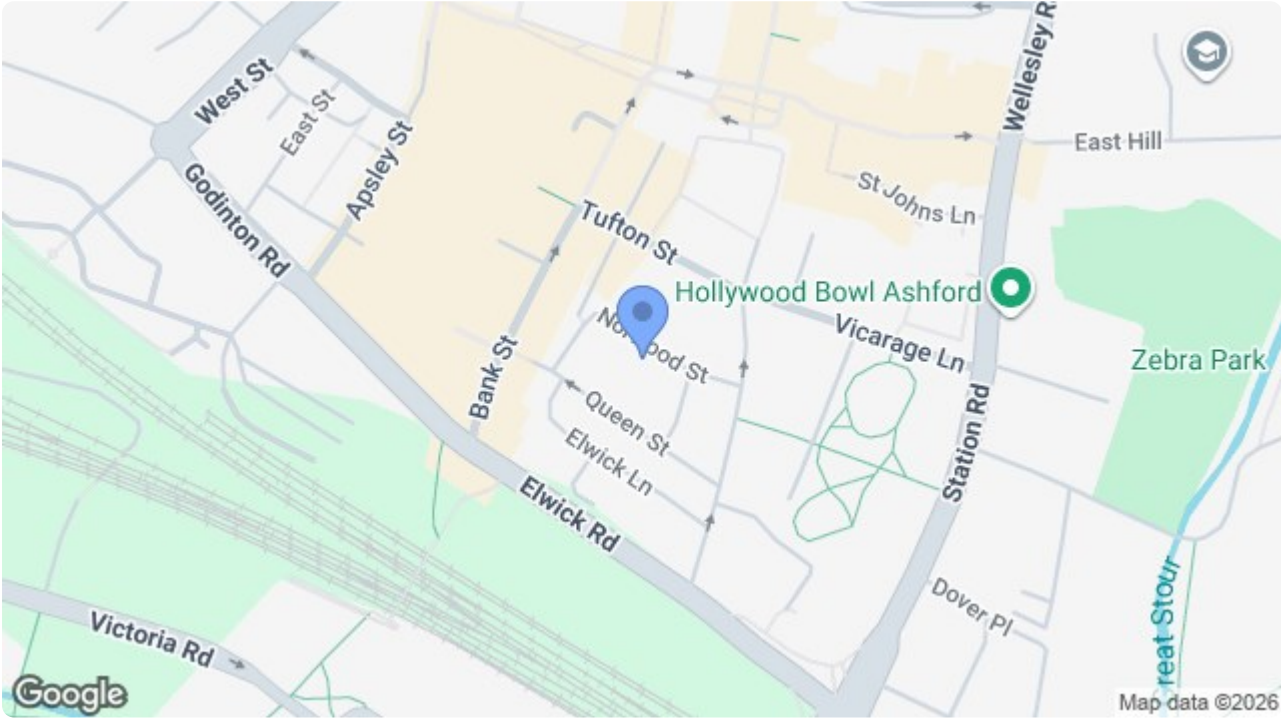 Wellesley R
West St
East St
Apsley St
East Hill
St Johns Ln
Godinton Rd
Tufton St
Hollywood Bowl Ashford
Vicarage Ln
Zebra Park
Bank St
Queen St
Elwick Ln
Station Rd
Elwick Rd
Dover Pl
reat Stour
Victoria Rd
Google
Map data ©2026